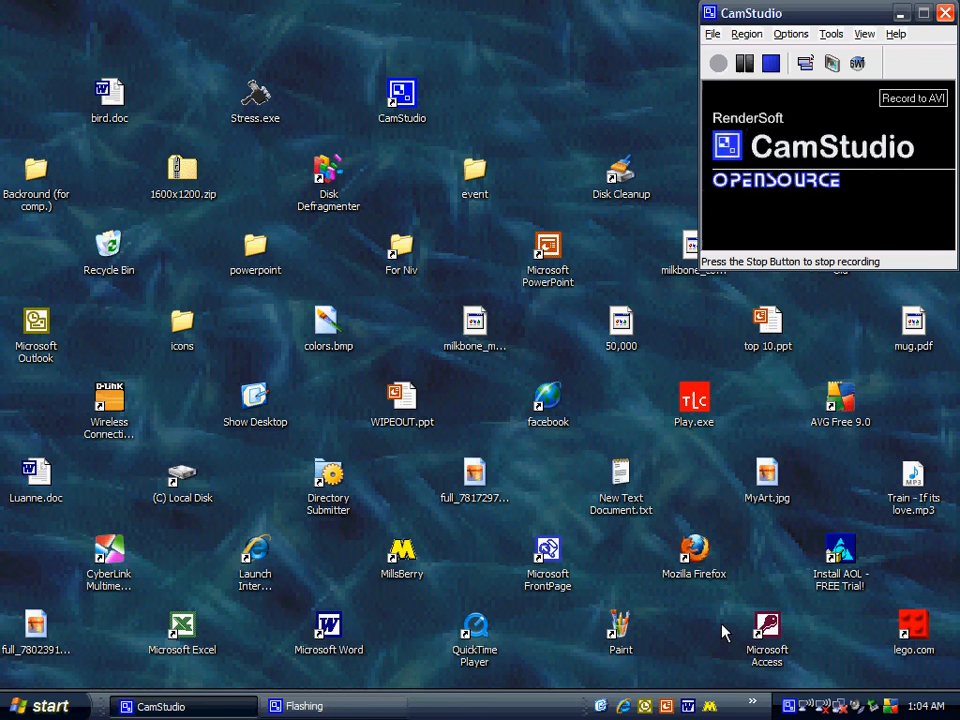 CamStudio
File Region Options Tools View Help
Record to AVI
RenderSoft
CamStudio
OPENSOURCE
Press the Stop Button to stop recording
bird.doc
Stress.exe
CamStudio
Backround (for
comp.)
1600x1200.zip
Disk
Defragmenter
event
Disk Cleanup
Recycle Bin
powerpoint
For Niv
Microsoft
PowerPoint
Microsoft
Outlook
icons
colors.bmp
milkbone_m...
50,000
top 10.ppt
mug.pdf
D-Link
Wireless
Connecti...
Show Desktop
WIPEOUT.ppt
facebook
TLC
Play.exe
AVG Free 9.0
Luanne.doc
(C) Local Disk
Directory
Submitter
full_7817297...
New Text
Document.txt
MyArt.jpg
MP3
Train - If its
love.mp3
CyberLink
Multime...
Launch
Inter...
MillsBerry
Microsoft
FrontPage
Mozilla Firefox
Install AOL -
FREE Trial!
full_7802391...
Microsoft Excel
Microsoft Word
QuickTime
Player
Paint
Microsoft
Access
lego.com
start
CamStudio
Flashing
1:04 AM